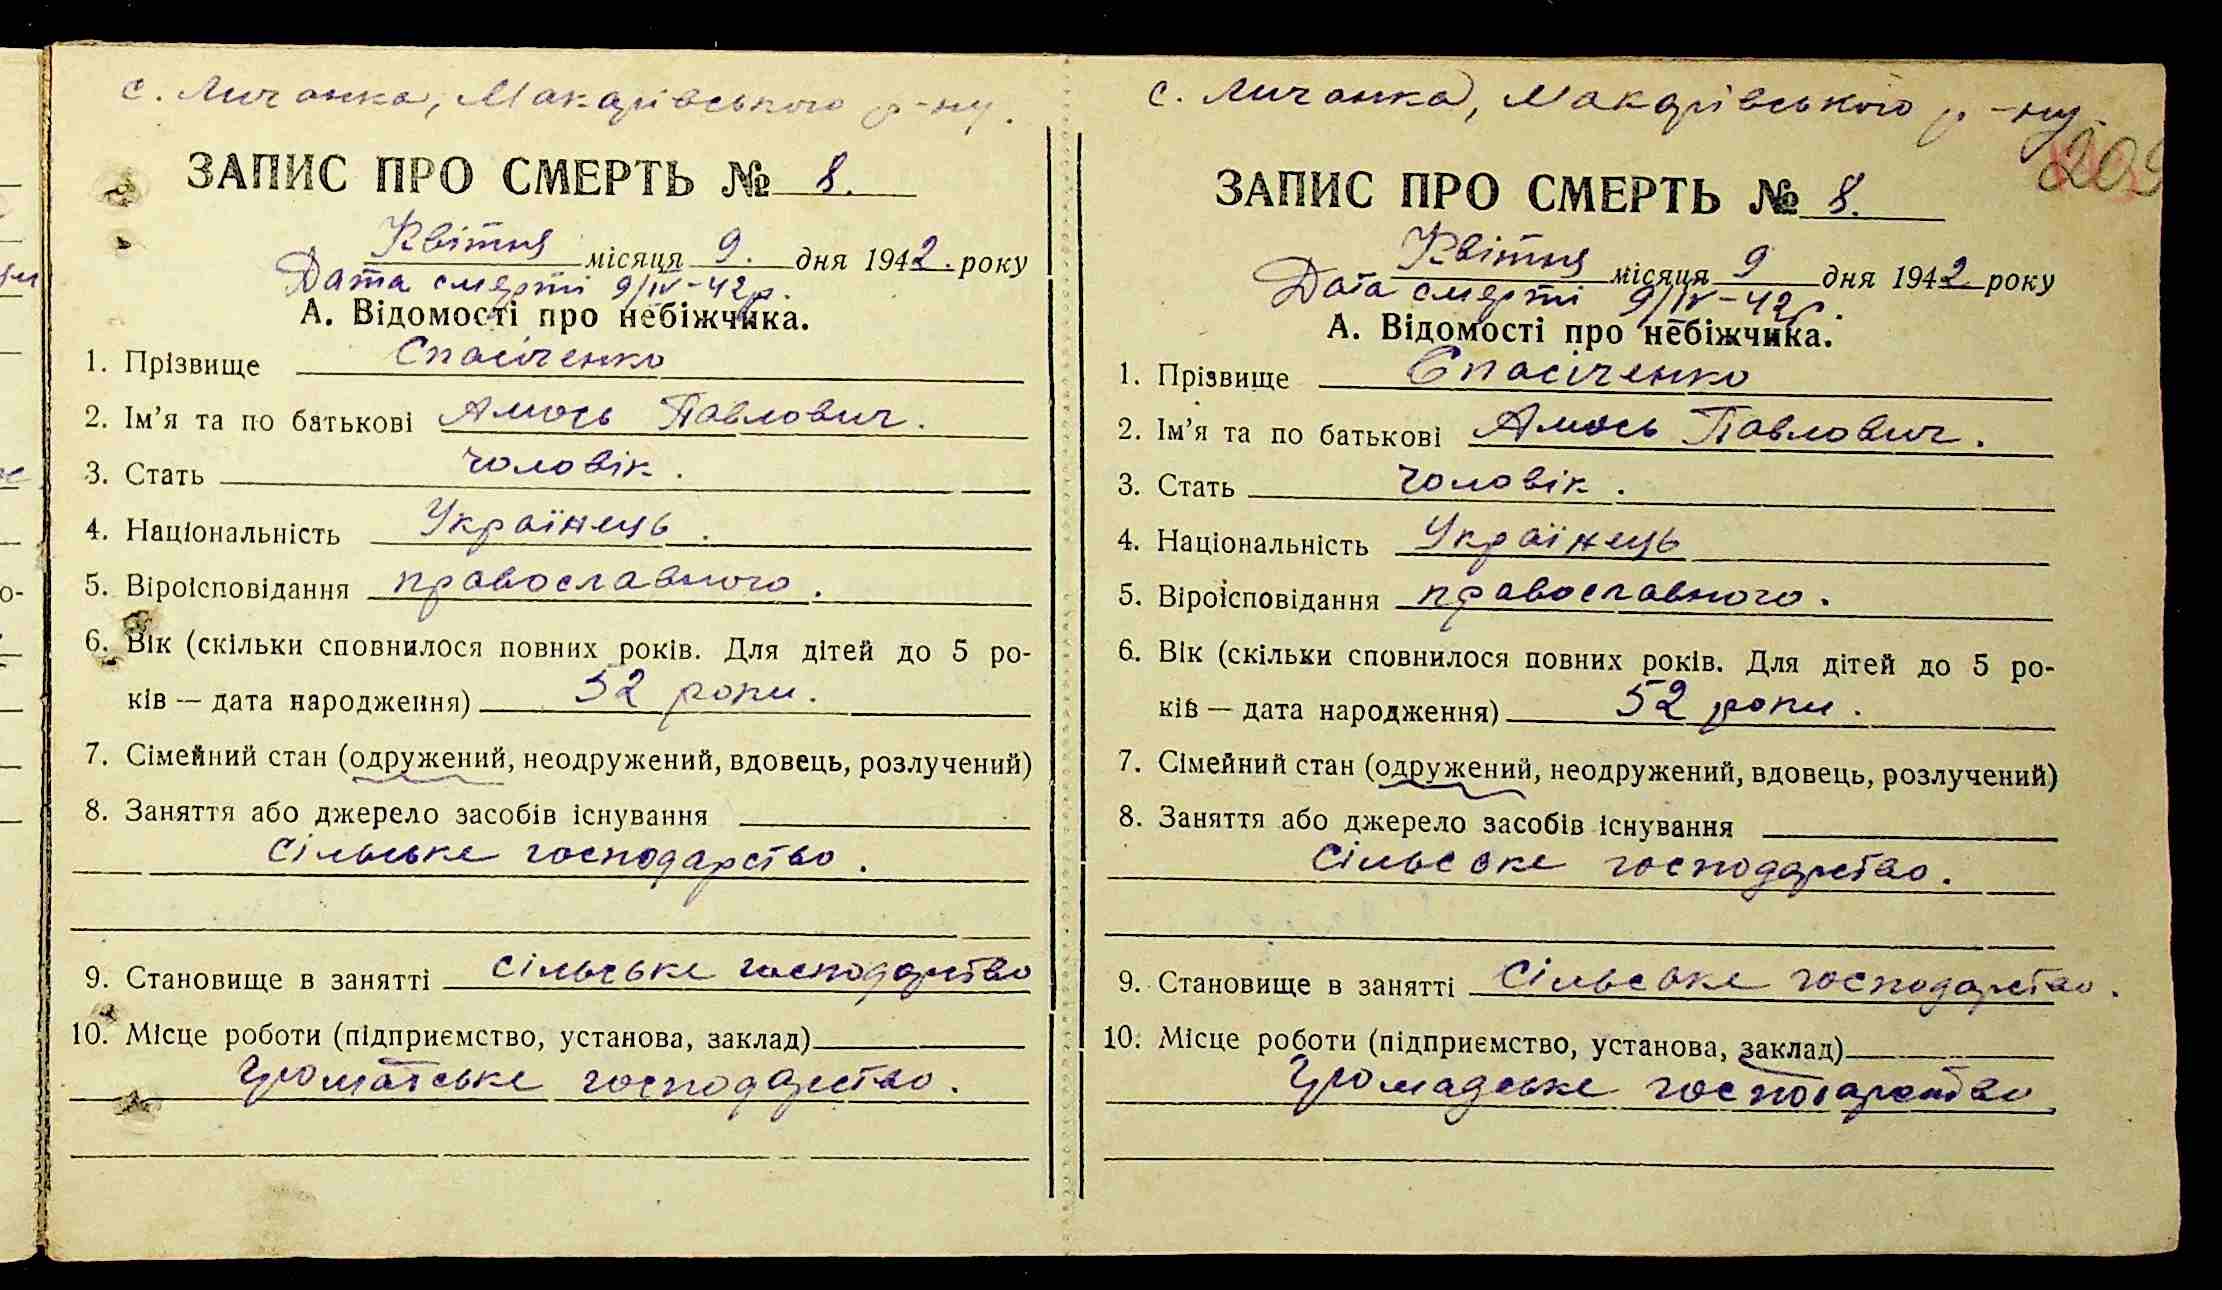 с. Личанка, Макарівського р-ну.
ЗАПИС ПРО СМЕРТЬ № 8.
Квітня місяця 9. дня 1942. року
Дата смерті 9/IV-42р.
А. Відомості про небіжчика.
1. Прізвище Спасіченко
2. Ім'я та по батькові Амось Павлович.
3. Стать чоловік.
4. Національність Українець.
5. Віроісповідання православного.
6. Вік (скільки сповнилося повних років. Для дітей до 5 ро-
ків — дата народження) 52 роки.
7. Сімейний стан (одружений, неодружений, вдовець, розлучений)
8. Заняття або джерело засобів існування
сільське господарство.
9. Становище в занятті сільське господарство
10. Місце роботи (підприємство, установа, заклад)
громатське господарство.
с. Личанка, Макарівського р-ну
ЗАПИС ПРО СМЕРТЬ № 8.
Квітня місяця 9 дня 1942. року
Дата смерті 9/IV-42р.
А. Відомості про небіжчика.
1. Прізвище Спасіченко
2. Ім'я та по батькові Амось Павлович.
3. Стать чоловік.
4. Національність Українець
5. Віроісповідання православного.
6. Вік (скільки сповнилося повних років. Для дітей до 5 ро-
ків — дата народження) 52 роки.
7. Сімейний стан (одружений, неодружений, вдовець, розлучений)
8. Заняття або джерело засобів існування
сільське господарство.
9. Становище в занятті сільське господарство.
10. Місце роботи (підприємство, установа, заклад)
громадське господарство